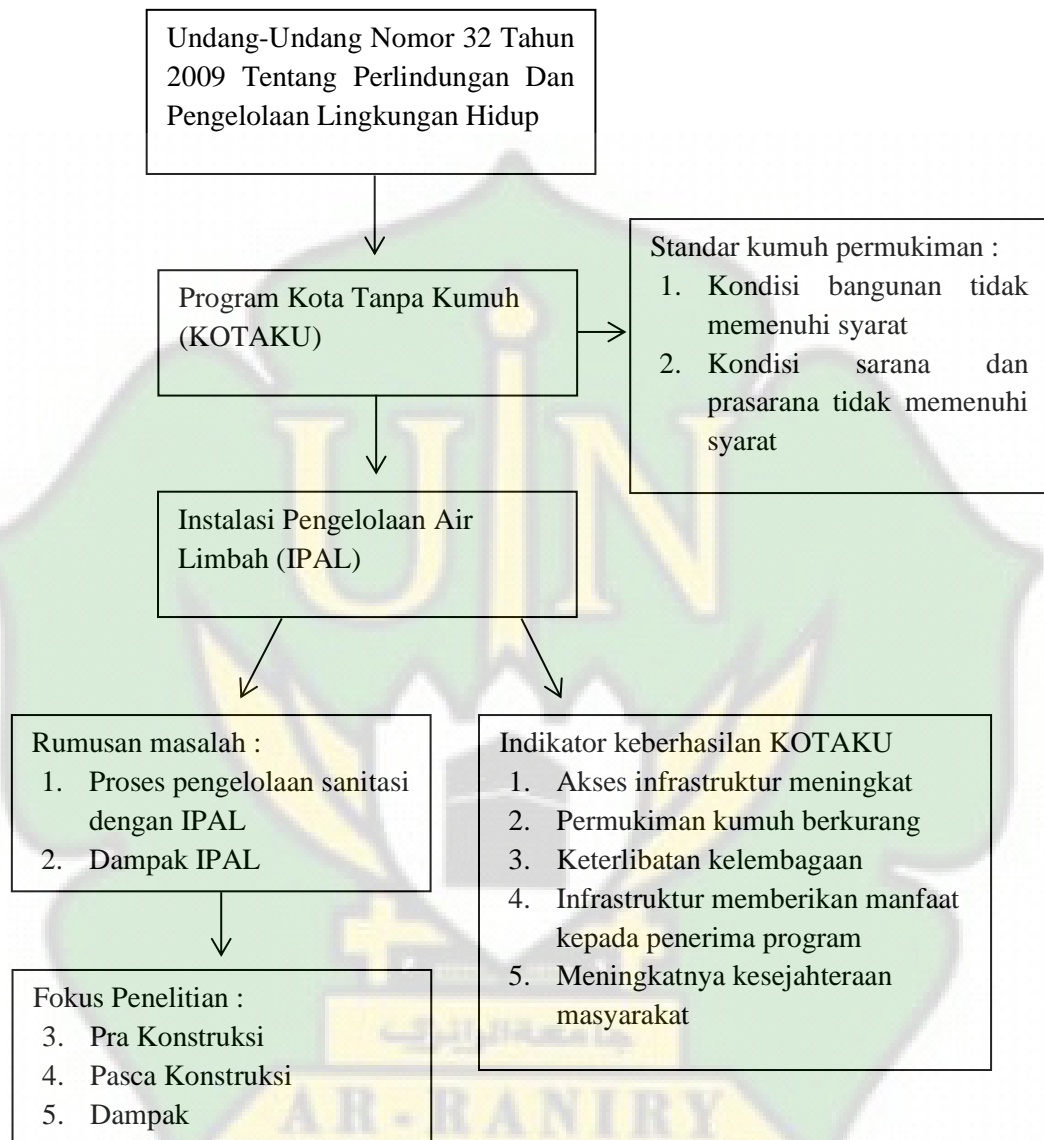 Undang-Undang Nomor 32 Tahun
2009 Tentang Perlindungan Dan
Pengelolaan Lingkungan Hidup
Program Kota Tanpa Kumuh
(KOTAKU)
Standar kumuh permukiman :
1. Kondisi bangunan tidak
memenuhi syarat
2. Kondisi sarana dan
prasarana tidak memenuhi
syarat
Instalasi Pengelolaan Air
Limbah (IPAL)
Rumusan masalah :
1. Proses pengelolaan sanitasi
dengan IPAL
2. Dampak IPAL
Indikator keberhasilan KOTAKU
1. Akses infrastruktur meningkat
2. Permukiman kumuh berkurang
3. Keterlibatan kelembagaan
4. Infrastruktur memberikan manfaat
kepada penerima program
5. Meningkatnya kesejahteraan
masyarakat
Fokus Penelitian :
3. Pra Konstruksi
4. Pasca Konstruksi
5. Dampak
UIN
جامعة الرانري
AR-RANIRY